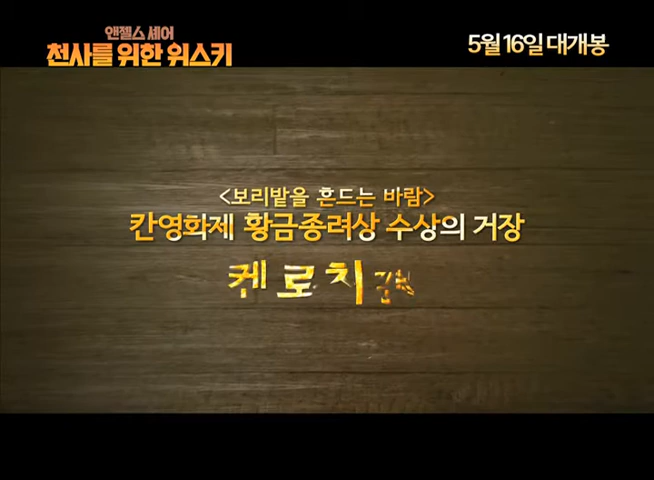 앤젤스 셰어
천사를 위한 위스키
5월 16일 대개봉
<보리밭을 흔드는 바람>
칸영화제 황금종려상 수상의 거장
켄 로치 감독